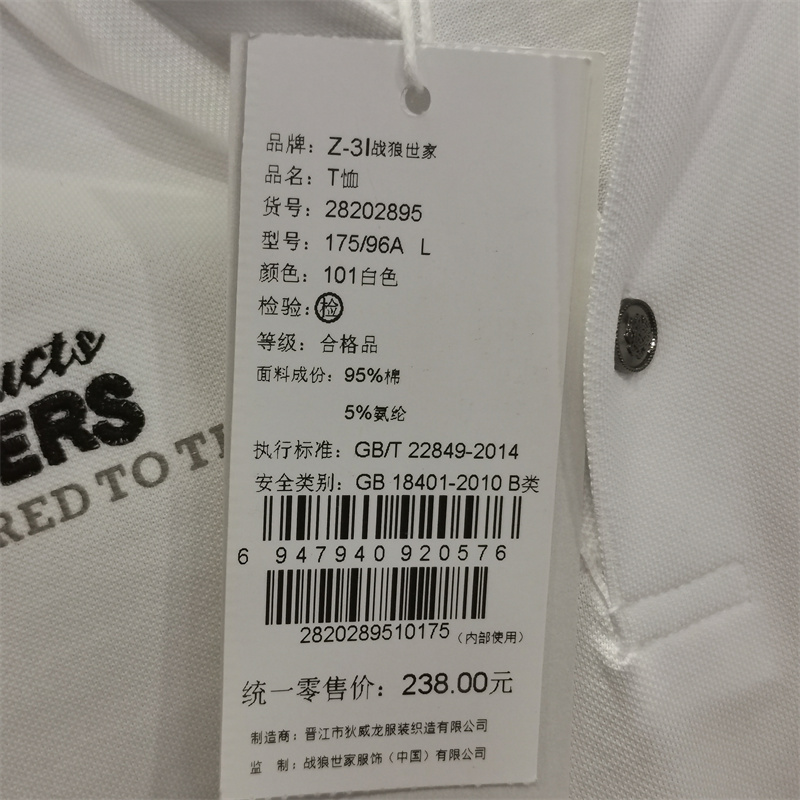 品牌：Z-3I战狼世家
品名：T恤
货号：28202895
型号：175/96A L
颜色：101白色
检验：检
等级：合格品
面料成份：95%棉
5%氨纶
执行标准：GB/T 22849-2014
安全类别：GB 18401-2010 B类
6 947940 920576
2820289510175（内部使用）
统一零售价：238.00元
制造商：晋江市狄威龙服装织造有限公司
监 制：战狼世家服饰（中国）有限公司
ucts
ERS
RED TO T